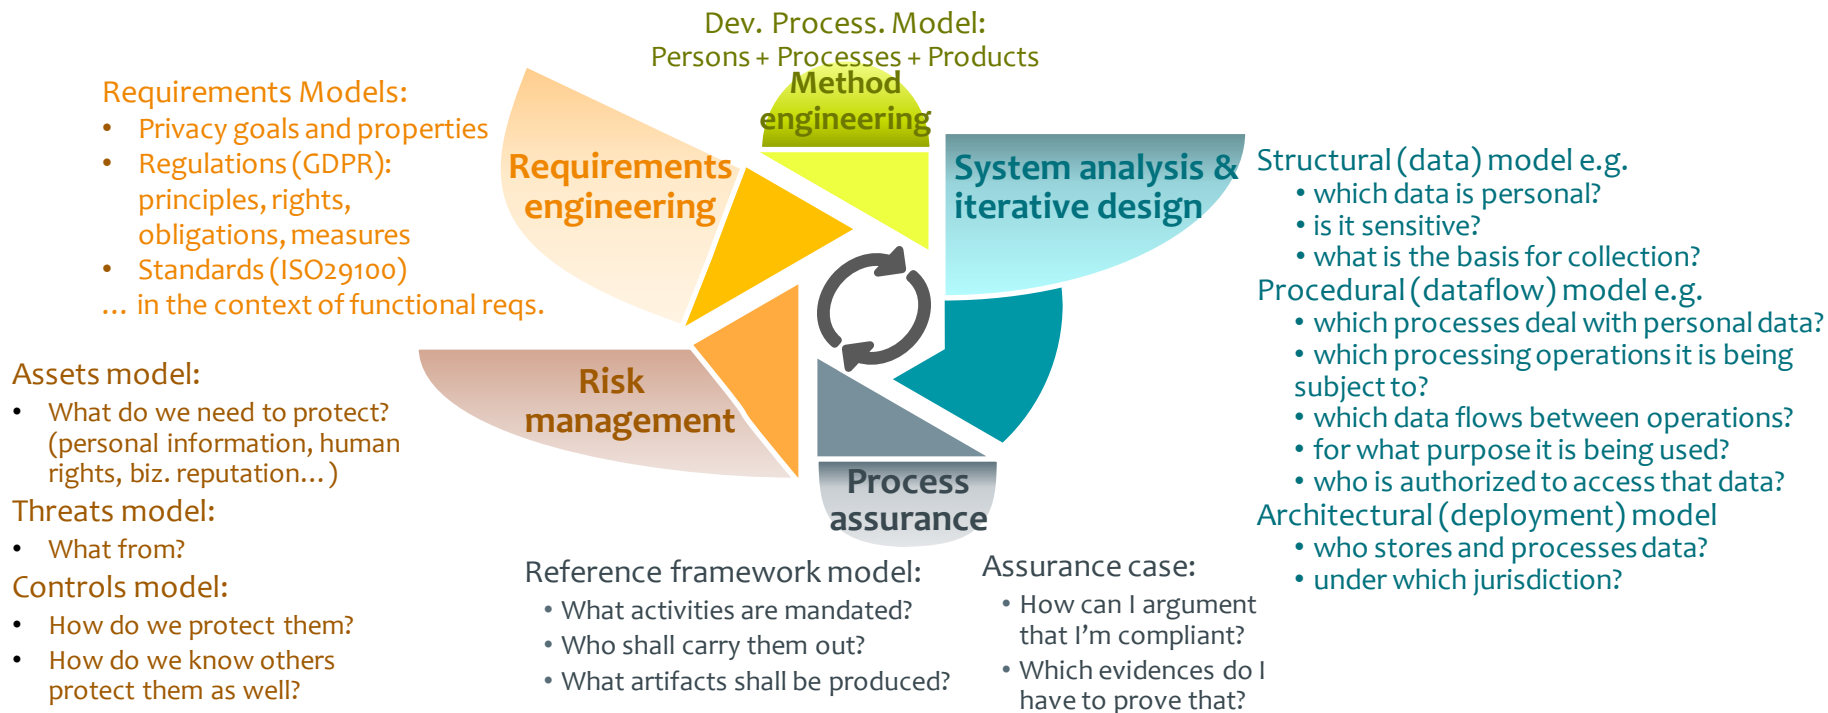 Dev. Process. Model:
Persons + Processes + Products
Method
engineering
Requirements Models:
• Privacy goals and properties
• Regulations (GDPR):
principles, rights,
obligations, measures
• Standards (ISO29100)
… in the context of functional reqs.
Requirements
engineering
System analysis &
iterative design
Structural (data) model e.g.
• which data is personal?
• is it sensitive?
• what is the basis for collection?
Procedural (dataflow) model e.g.
• which processes deal with personal data?
• which processing operations it is being
subject to?
• which data flows between operations?
• for what purpose it is being used?
• who is authorized to access that data?
Architectural (deployment) model
• who stores and processes data?
• under which jurisdiction?
Risk
management
Assets model:
• What do we need to protect?
(personal information, human
rights, biz. reputation…)
Threats model:
• What from?
Controls model:
• How do we protect them?
• How do we know others
protect them as well?
Process
assurance
Reference framework model:
• What activities are mandated?
• Who shall carry them out?
• What artifacts shall be produced?
Assurance case:
• How can I argument
that I'm compliant?
• Which evidences do I
have to prove that?